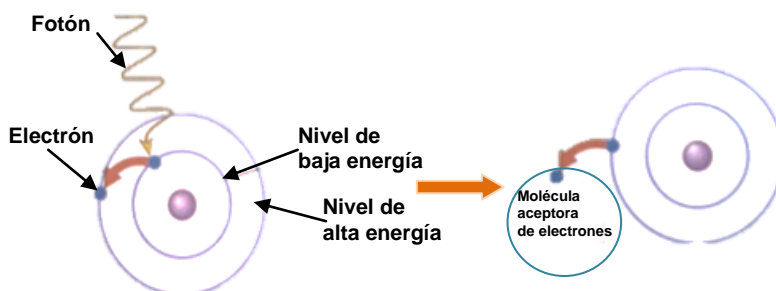 Fotón
Electrón
Nivel de
baja energía
Nivel de
alta energía
Molécula
aceptora
de electrones